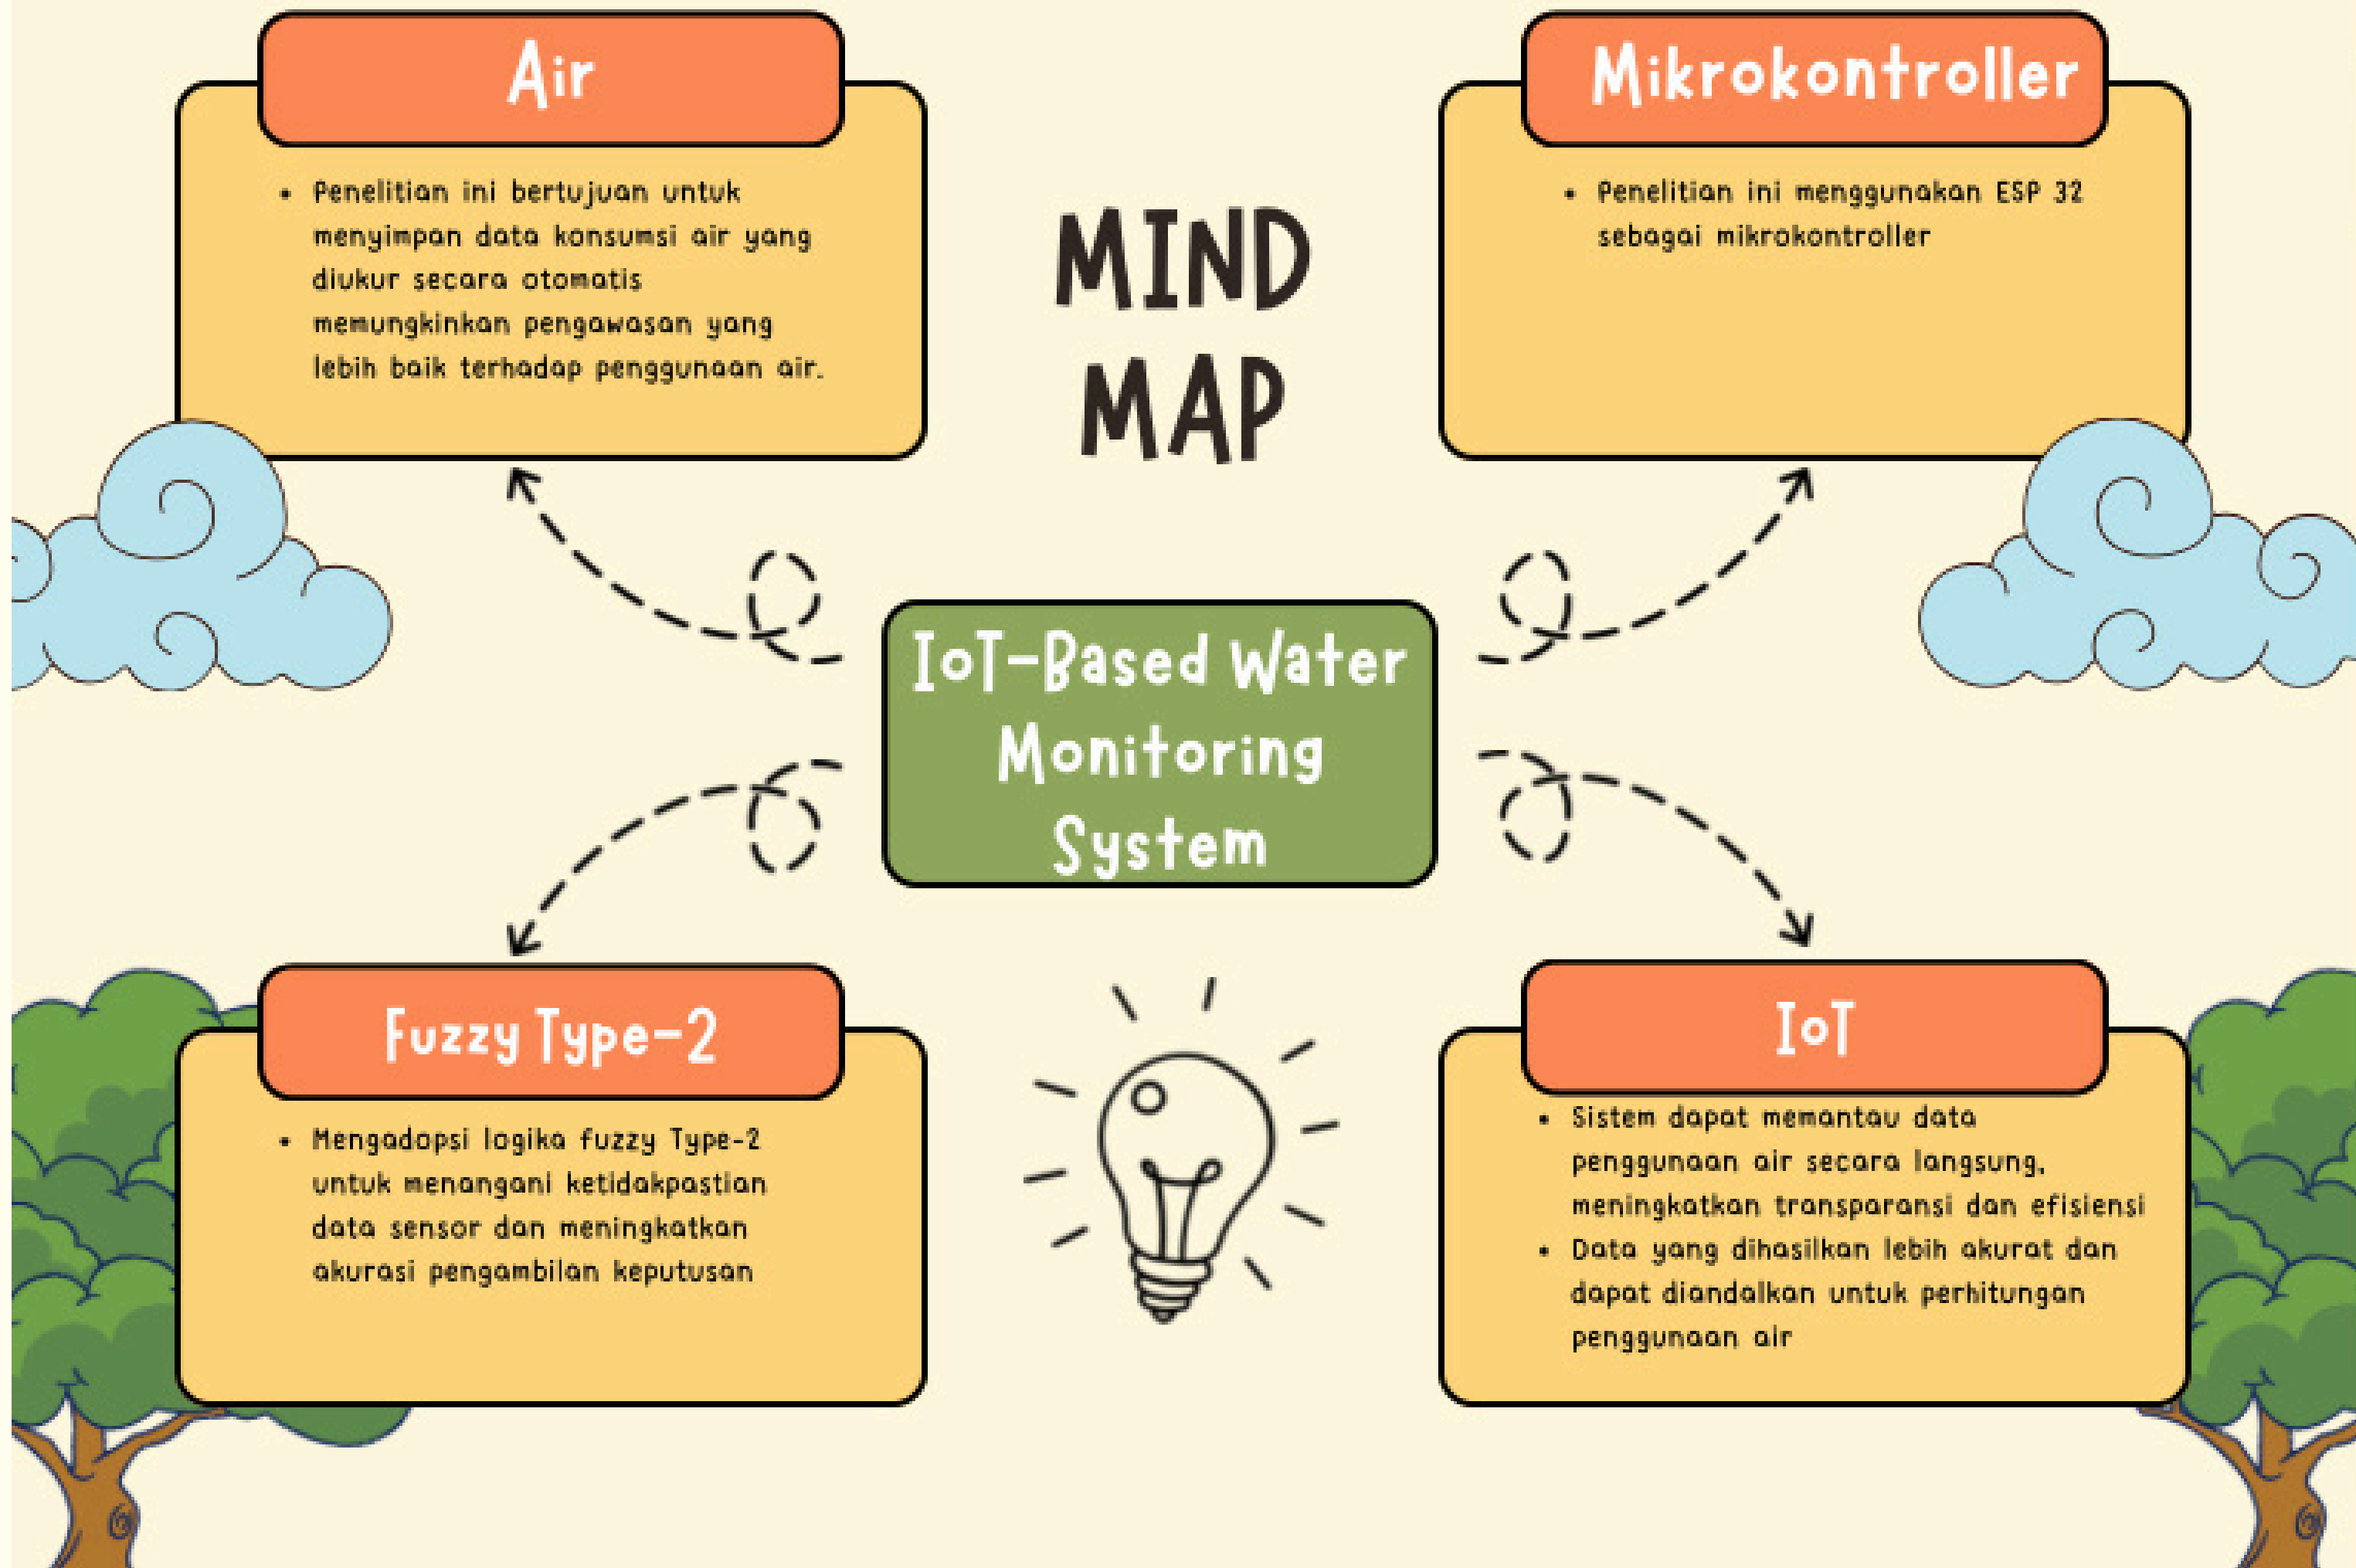 Air
• Penelitian ini bertujuan untuk
menyimpan data konsumsi air yang
diukur secara otomatis
memungkinkan pengawasan yang
lebih baik terhadap penggunaan air.
MIND
MAP
Mikrokontroller
• Penelitian ini menggunakan ESP 32
sebagai mikrokontroller
IoT-Based Water
Monitoring
System
Fuzzy Type-2
• Mengadopsi logika fuzzy Type-2
untuk menangani ketidakpastian
data sensor dan meningkatkan
akurasi pengambilan keputusan
IoT
• Sistem dapat memantau data
penggunaan air secara langsung,
meningkatkan transparansi dan efisiensi
• Data yang dihasilkan lebih akurat dan
dapat diandalkan untuk perhitungan
penggunaan air